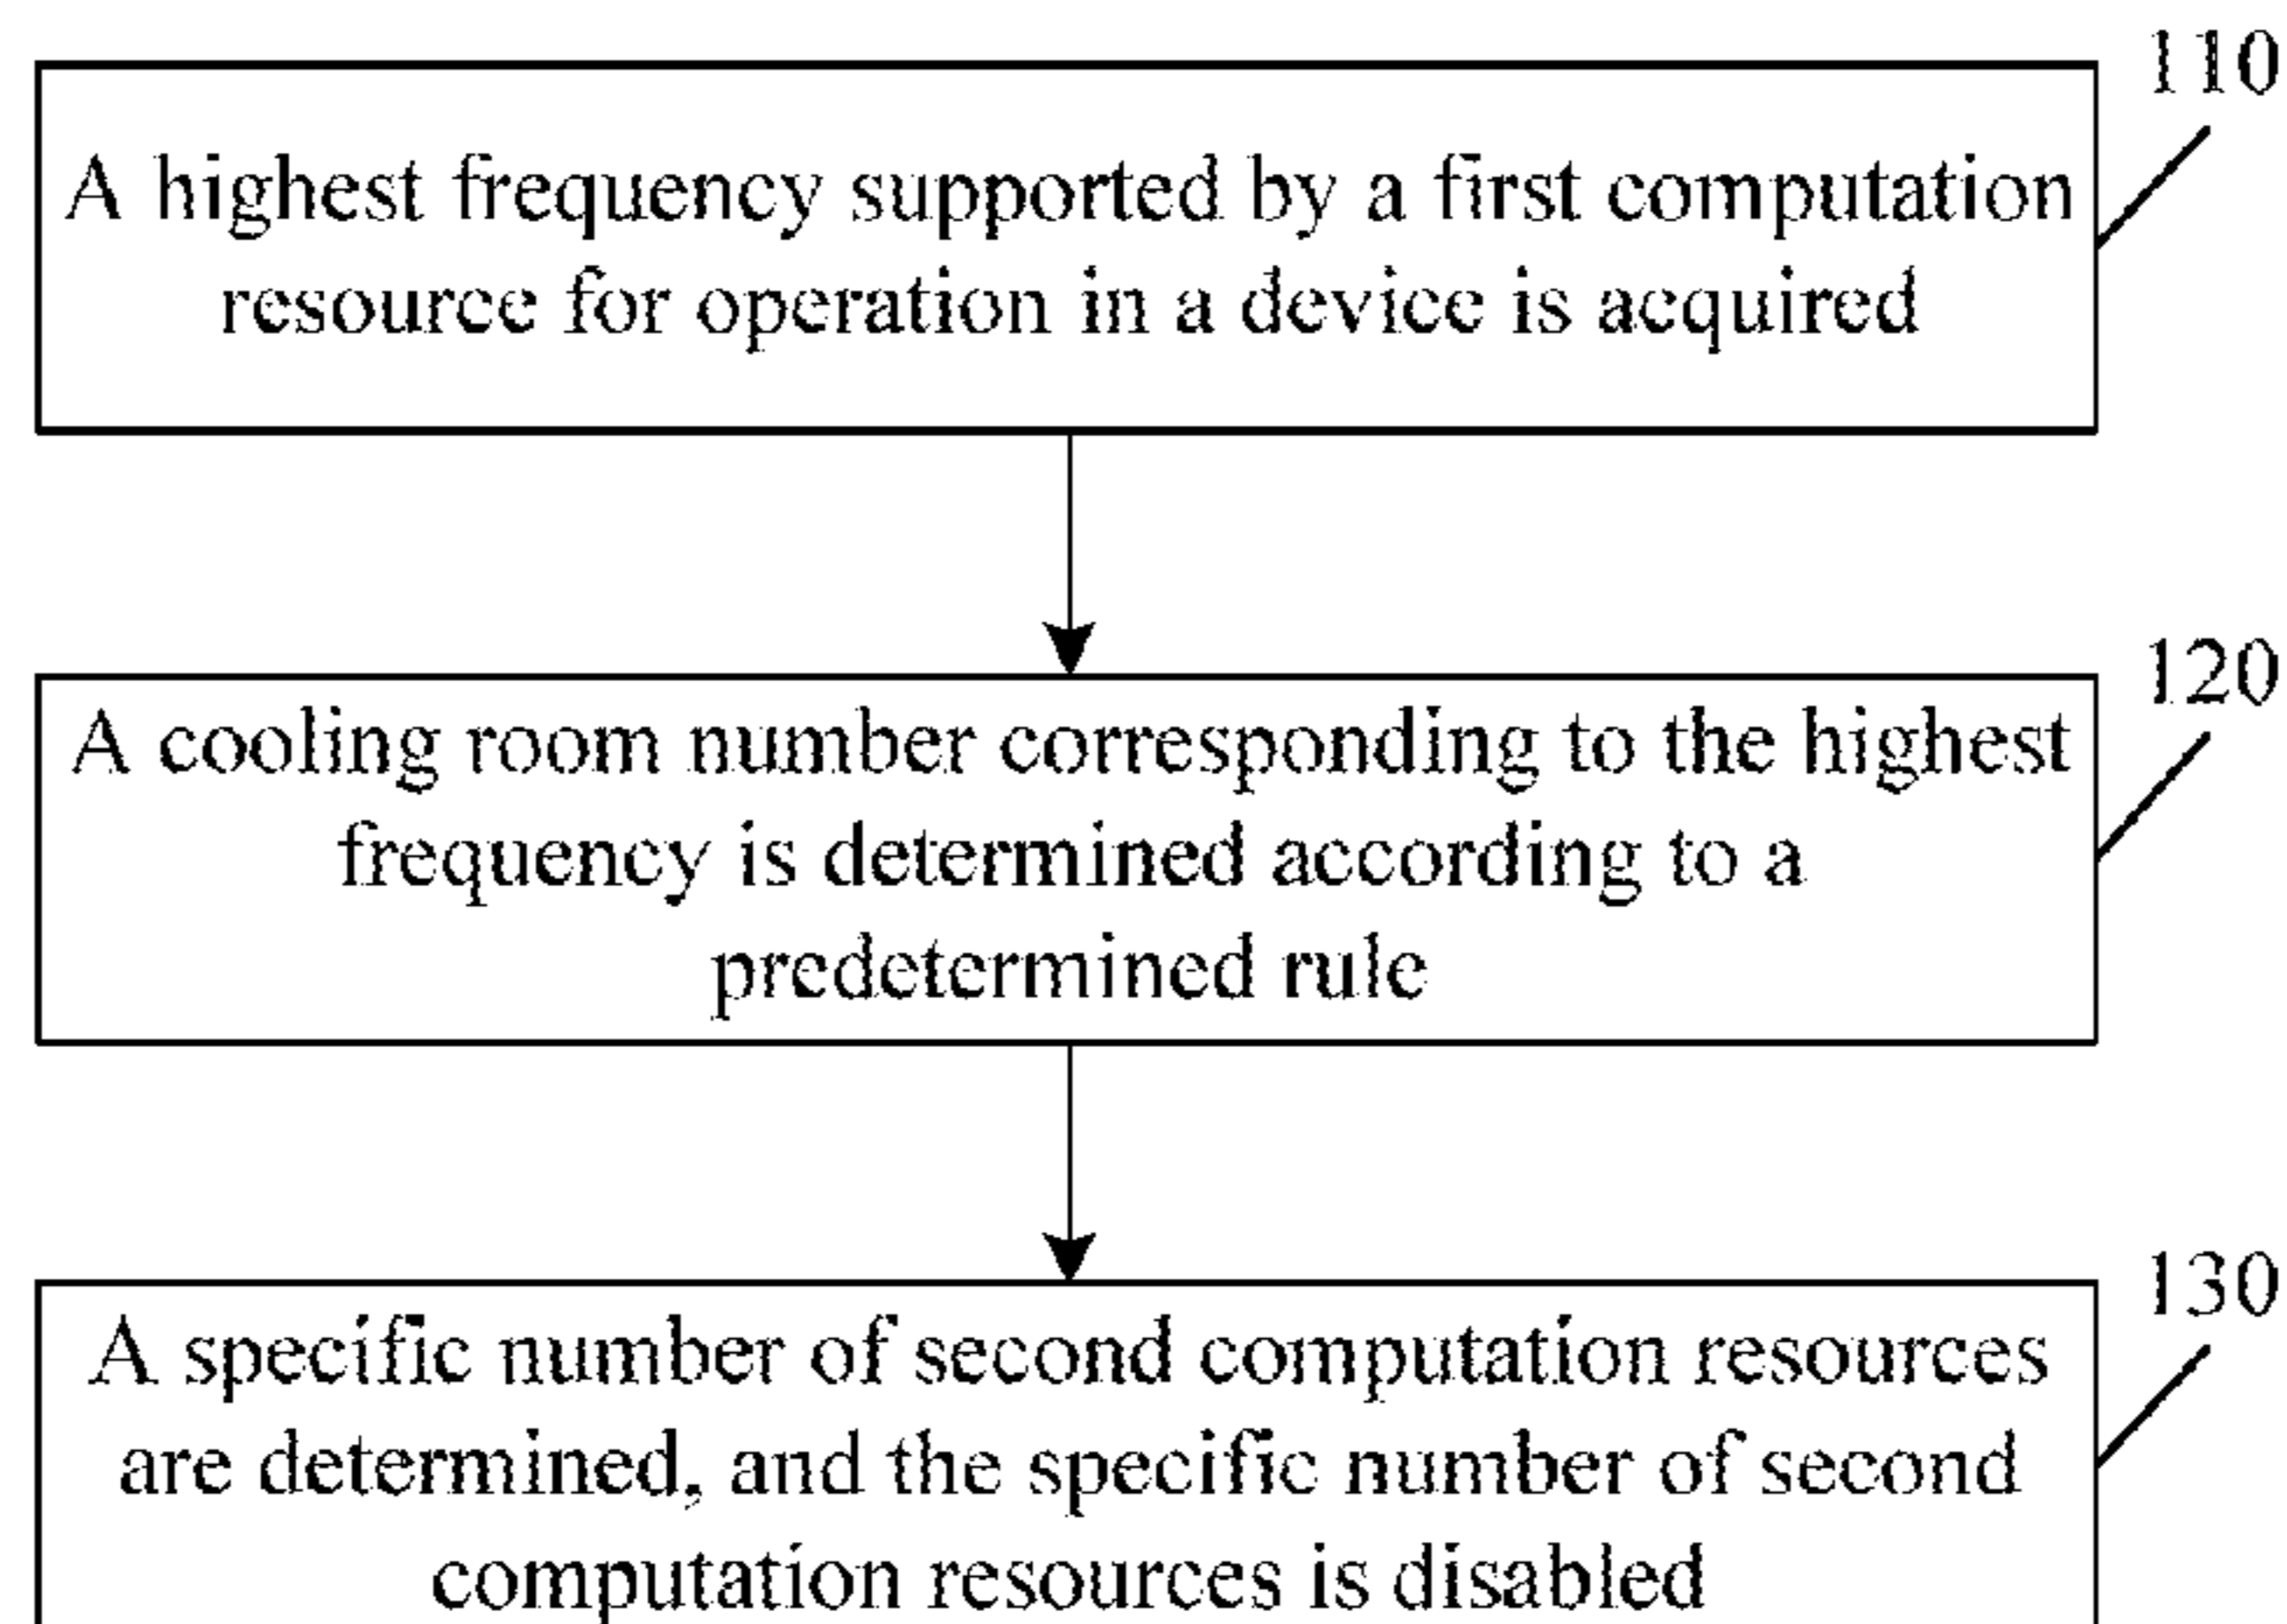 110
A highest frequency supported by a first computation
resource for operation in a device is acquired
120
A cooling room number corresponding to the highest
frequency is determined according to a
predetermined rule
130
A specific number of second computation resources
are determined, and the specific number of second
computation resources is disabled